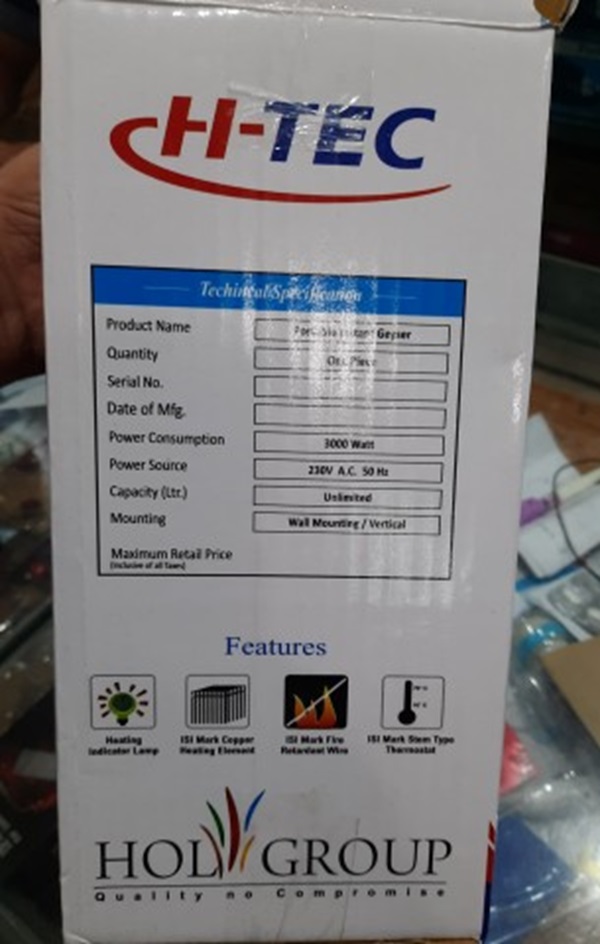 H-TEC
Techincal Specification
Product Name Portable Instant Geyser
Quantity One Piece
Serial No.
Date of Mfg.
Power Consumption 3000 Watt
Power Source 230V A.C. 50 Hz
Capacity (Ltr.) Unlimited
Mounting Wall Mounting / Vertical
Maximum Retail Price
(Inclusive of all Taxes)
Features
Heating Indicator Lamp
ISI Mark Copper Heating Element
ISI Mark Fire Retardant Wire
ISI Mark Stem Type Thermostat
HOLY GROUP
Quality no Compromise